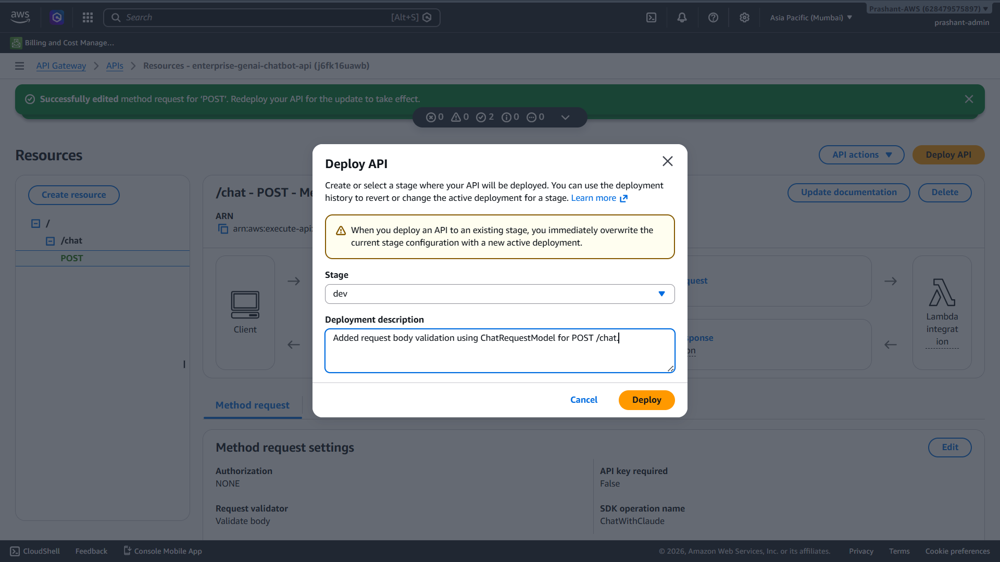 aws
Search
[Alt+S]
Asia Pacific (Mumbai)
Prashant-AWS (628479575897)
prashant-admin
Billing and Cost Manage...
API Gateway
APIs
Resources - enterprise-genai-chatbot-api (j6fk16uawb)
Successfully edited method request for ‘POST’. Redeploy your API for the update to take effect.
0 0 2 0 0
Resources
API actions
Deploy API
Create resource
/
/chat
POST
/chat - POST - Me
Update documentation
Delete
ARN
arn:aws:execute-api:
Client
quest
sponse
on
Lambda
integrat
ion
Deploy API
Create or select a stage where your API will be deployed. You can use the deployment
history to revert or change the active deployment for a stage. Learn more
When you deploy an API to an existing stage, you immediately overwrite the
current stage configuration with a new active deployment.
Stage
dev
Deployment description
Added request body validation using ChatRequestModel for POST /chat.
Cancel
Deploy
Method request
Method request settings
Edit
Authorization
NONE
API key required
False
Request validator
Validate body
SDK operation name
ChatWithClaude
CloudShell
Feedback
Console Mobile App
© 2026, Amazon Web Services, Inc. or its affiliates.
Privacy
Terms
Cookie preferences